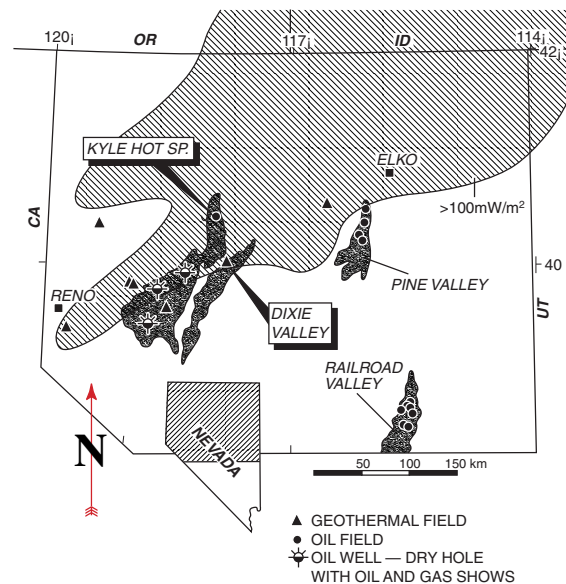 120¡
OR
117¡
ID
114¡
42¡
KYLE HOT SP.
ELKO
CA
>100mW/m²
40
PINE VALLEY
RENO
DIXIE
VALLEY
UT
RAILROAD
VALLEY
N
NEVADA
50 100 150 km
GEOTHERMAL FIELD
OIL FIELD
OIL WELL — DRY HOLE
WITH OIL AND GAS SHOWS